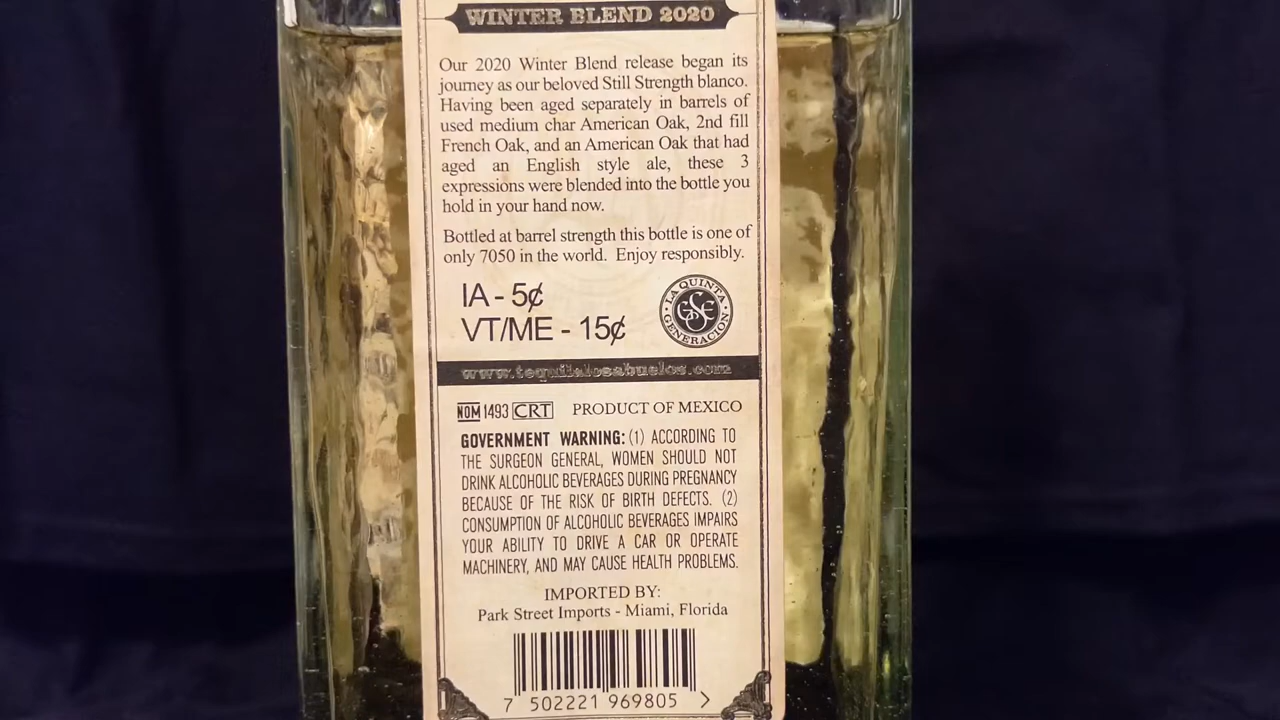 WINTER BLEND 2020
Our 2020 Winter Blend release began its
journey as our beloved Still Strength blanco.
Having been aged separately in barrels of
used medium char American Oak, 2nd fill
French Oak, and an American Oak that had
aged an English style ale, these 3
expressions were blended into the bottle you
hold in your hand now.
Bottled at barrel strength this bottle is one of
only 7050 in the world. Enjoy responsibly.
IA - 5¢
VT/ME - 15¢
LA QUINTA
GENERACION
www.tequilalosabuelos.com
NOM 1493 CRT PRODUCT OF MEXICO
GOVERNMENT WARNING: (1) ACCORDING TO
THE SURGEON GENERAL, WOMEN SHOULD NOT
DRINK ALCOHOLIC BEVERAGES DURING PREGNANCY
BECAUSE OF THE RISK OF BIRTH DEFECTS. (2)
CONSUMPTION OF ALCOHOLIC BEVERAGES IMPAIRS
YOUR ABILITY TO DRIVE A CAR OR OPERATE
MACHINERY, AND MAY CAUSE HEALTH PROBLEMS.
IMPORTED BY:
Park Street Imports - Miami, Florida
7 502221 969805 >